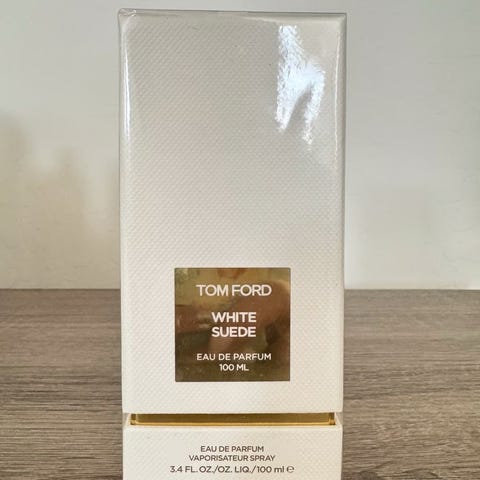 TOM FORD
WHITE
SUEDE
EAU DE PARFUM
100 ML
EAU DE PARFUM
VAPORISATEUR SPRAY
3.4 FL. OZ./OZ. LIQ./100 ml ℮